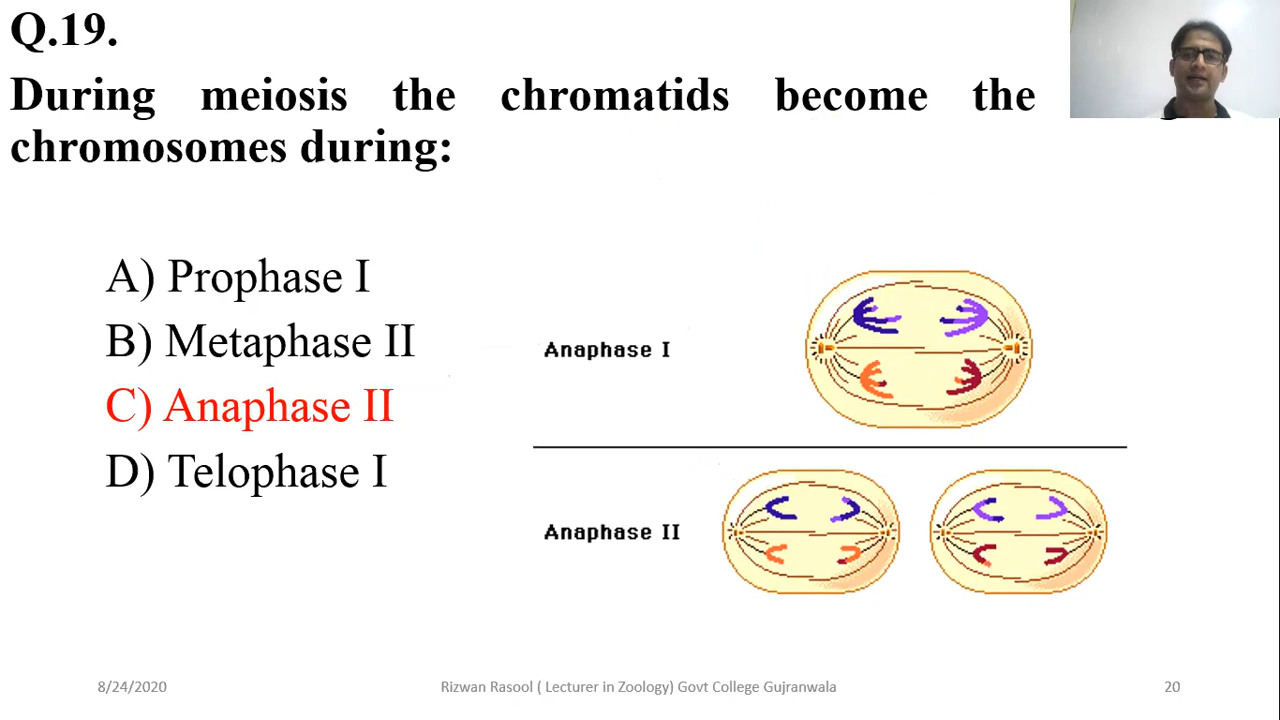 Q.19.
During meiosis the chromatids become the
chromosomes during:
A) Prophase I
B) Metaphase II
C) Anaphase II
D) Telophase I
Anaphase I
Anaphase II
8/24/2020
Rizwan Rasool ( Lecturer in Zoology) Govt College Gujranwala
20